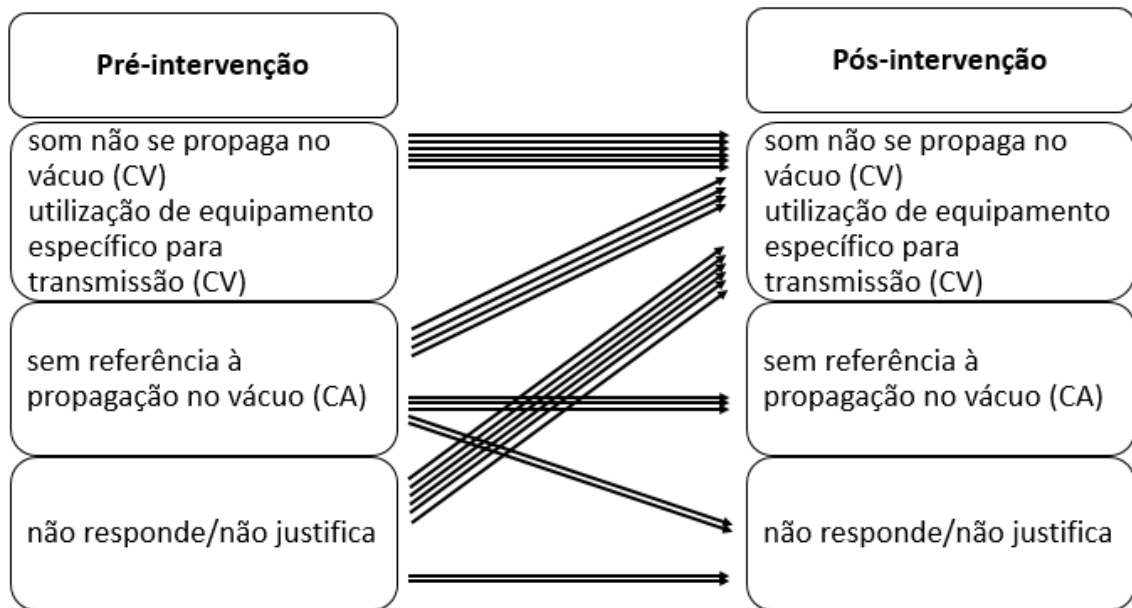 Pré-intervenção
som não se propaga no
vácuo (CV)
utilização de equipamento
específico para
transmissão (CV)
sem referência à
propagação no vácuo (CA)
não responde/não justifica
Pós-intervenção
som não se propaga no
vácuo (CV)
utilização de equipamento
específico para
transmissão (CV)
sem referência à
propagação no vácuo (CA)
não responde/não justifica